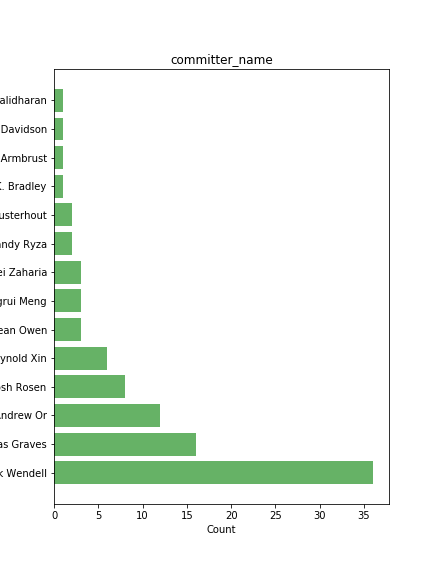 committer_name
alidharan
Davidson
Armbrust
K. Bradley
usterhout
andy Ryza
ei Zaharia
grui Meng
ean Owen
ynold Xin
osh Rosen
Andrew Or
as Graves
k Wendell
0 5 10 15 20 25 30 35
Count